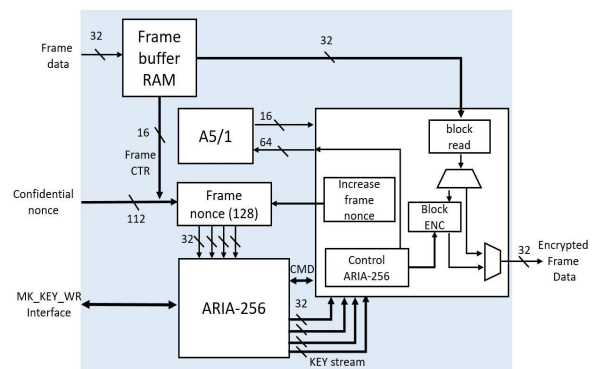 Frame
data
32
Frame
buffer
RAM
32
16
Frame
CTR
A5/1
16
64
block
read
Confidential
nonce
112
Frame
nonce (128)
Increase
frame
nonce
Block
ENC
32
Control
ARIA-256
32
Encrypted
Frame
Data
MK_KEY_WR
Interface
ARIA-256
CMD
32
KEY stream